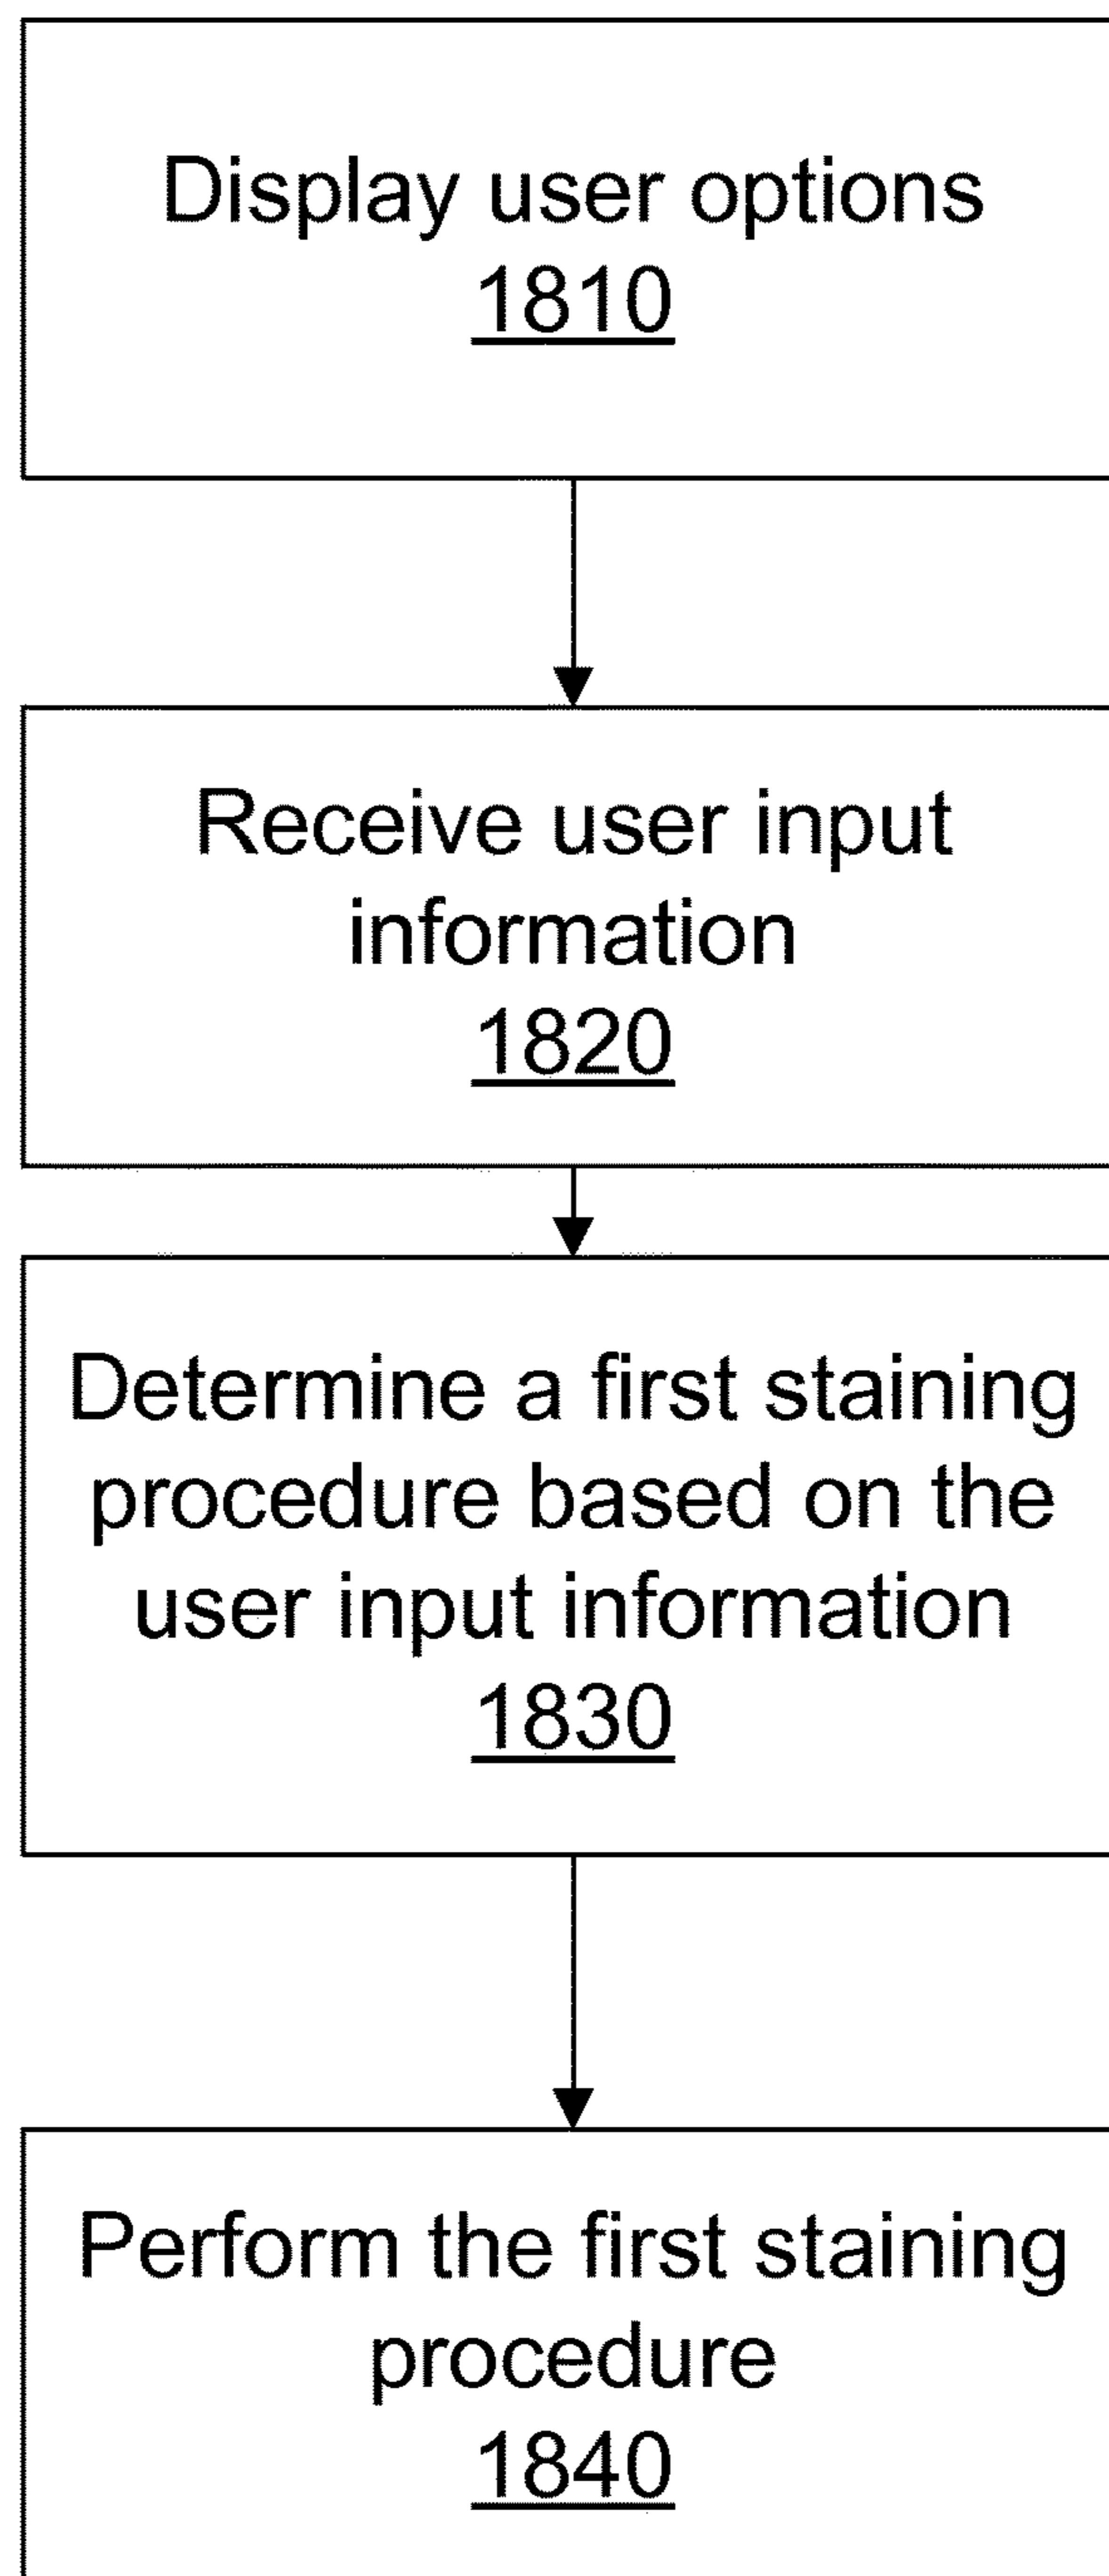 Display user options
1810
Receive user input
information
1820
Determine a first staining
procedure based on the
user input information
1830
Perform the first staining
procedure
1840